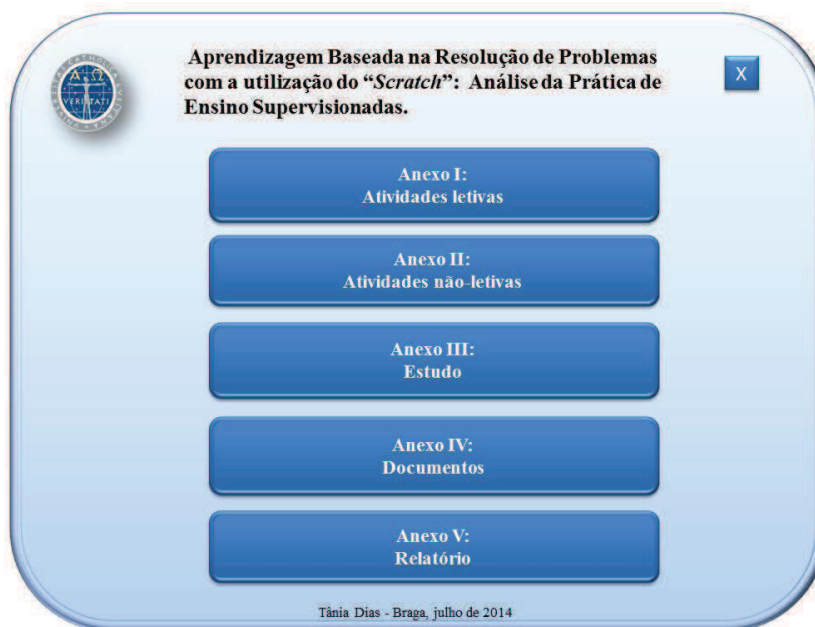 Aprendizagem Baseada na Resolução de Problemas
com a utilização do “Scratch”: Análise da Prática de
Ensino Supervisionadas.
X
Α Ω
VERITATI
Anexo I:
Atividades letivas
Anexo II:
Atividades não-letivas
Anexo III:
Estudo
Anexo IV:
Documentos
Anexo V:
Relatório
Tânia Dias - Braga, julho de 2014